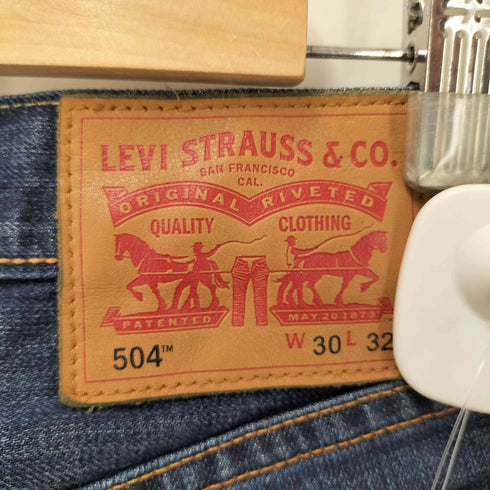 LEVI STRAUSS & CO.
SAN FRANCISCO
CAL.
ORIGINAL RIVETED
QUALITY CLOTHING
PATENTED MAY 20 1873
504™ W 30 L 32